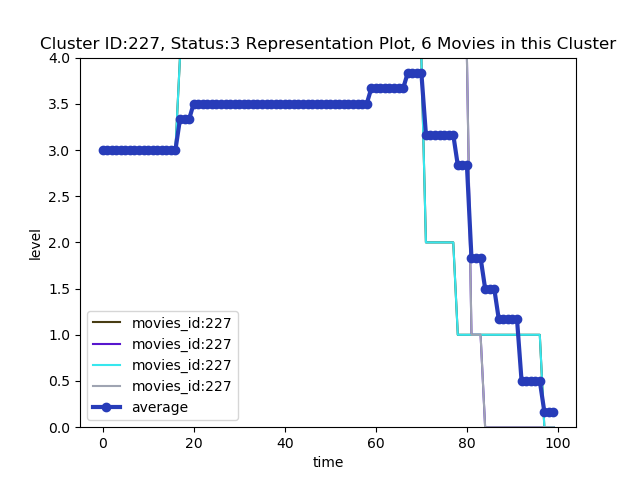 Cluster ID:227, Status:3 Representation Plot, 6 Movies in this Cluster
4.0
3.5
3.0
2.5
2.0
1.5
1.0
0.5
0.0
level
movies_id:227
movies_id:227
movies_id:227
movies_id:227
average
0 20 40 60 80 100
time